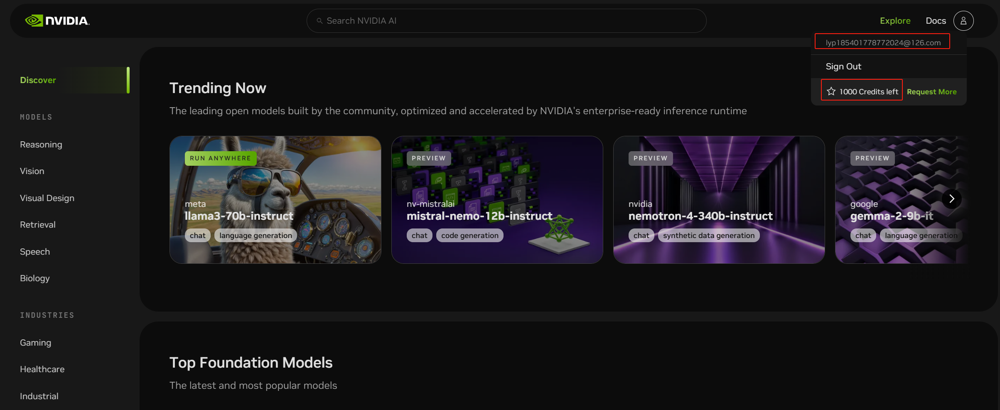 NVIDIA.
Search NVIDIA AI
Explore
Docs
lyp185401778772024@126.com
Sign Out
1000 Credits left
Request More
Discover
MODELS
Reasoning
Vision
Visual Design
Retrieval
Speech
Biology
INDUSTRIES
Gaming
Healthcare
Industrial
Trending Now
The leading open models built by the community, optimized and accelerated by NVIDIA's enterprise-ready inference runtime
RUN ANYWHERE
meta
llama3-70b-instruct
chat
language generation
PREVIEW
nv-mistralai
mistral-nemo-12b-instruct
chat
code generation
PREVIEW
nvidia
nemotron-4-340b-instruct
chat
synthetic data generation
PREVIEW
google
gemma-2-9b-it
chat
language generation
Top Foundation Models
The latest and most popular models